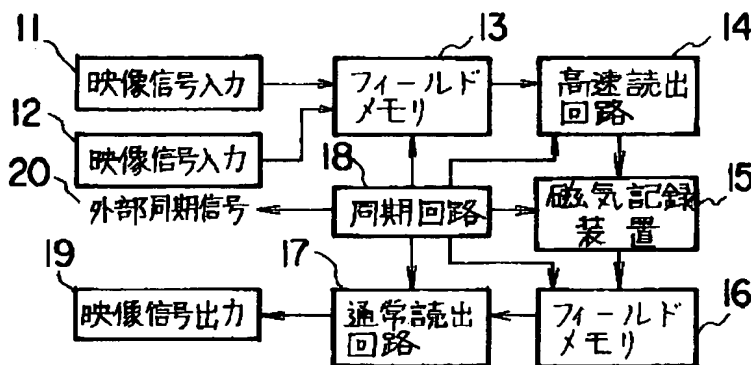 11
映像信号入力
12
映像信号入力
20
外部同期信号
13
フィールド
メモリ
14
高速読出
回路
18
同期回路
磁気記録
装置
15
19
映像信号出力
17
通常読出
回路
フィールド
メモリ
16